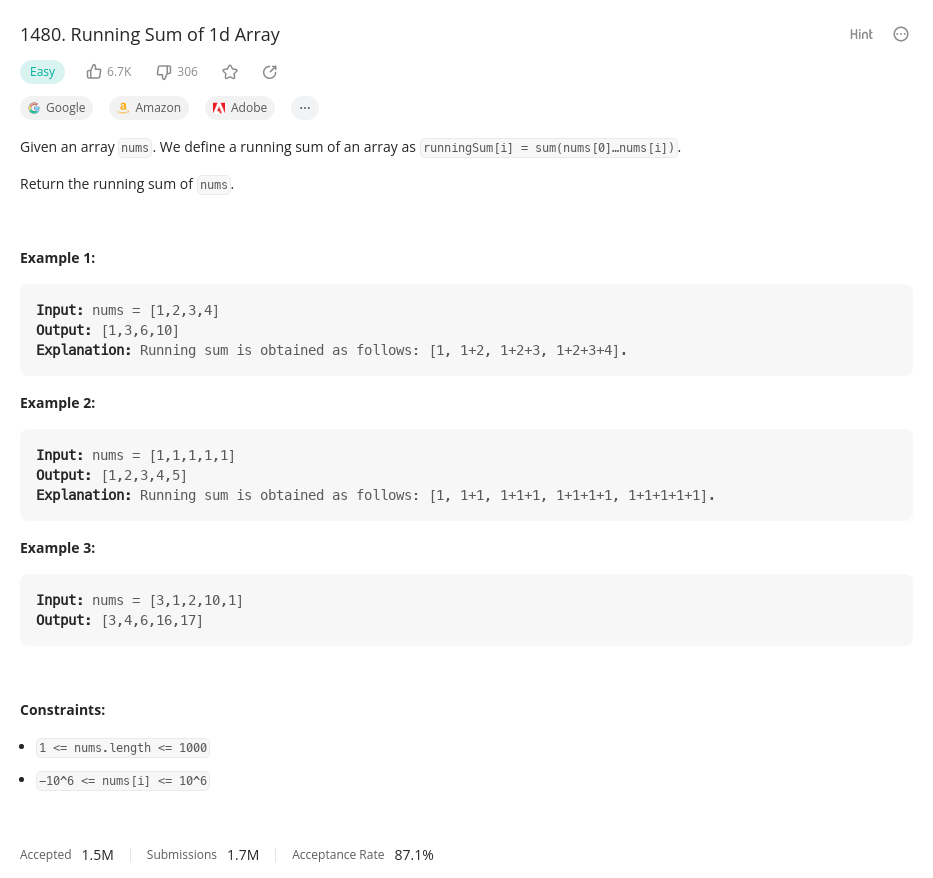 1480. Running Sum of 1d Array
Hint
Easy
6.7K
306
Google
Amazon
Adobe
...
Given an array nums. We define a running sum of an array as runningSum[i] = sum(nums[0]…nums[i]).
Return the running sum of nums.
Example 1:
Input: nums = [1,2,3,4]
Output: [1,3,6,10]
Explanation: Running sum is obtained as follows: [1, 1+2, 1+2+3, 1+2+3+4].
Example 2:
Input: nums = [1,1,1,1,1]
Output: [1,2,3,4,5]
Explanation: Running sum is obtained as follows: [1, 1+1, 1+1+1, 1+1+1+1, 1+1+1+1+1].
Example 3:
Input: nums = [3,1,2,10,1]
Output: [3,4,6,16,17]
Constraints:
1 <= nums.length <= 1000
-10^6 <= nums[i] <= 10^6
Accepted 1.5M Submissions 1.7M Acceptance Rate 87.1%